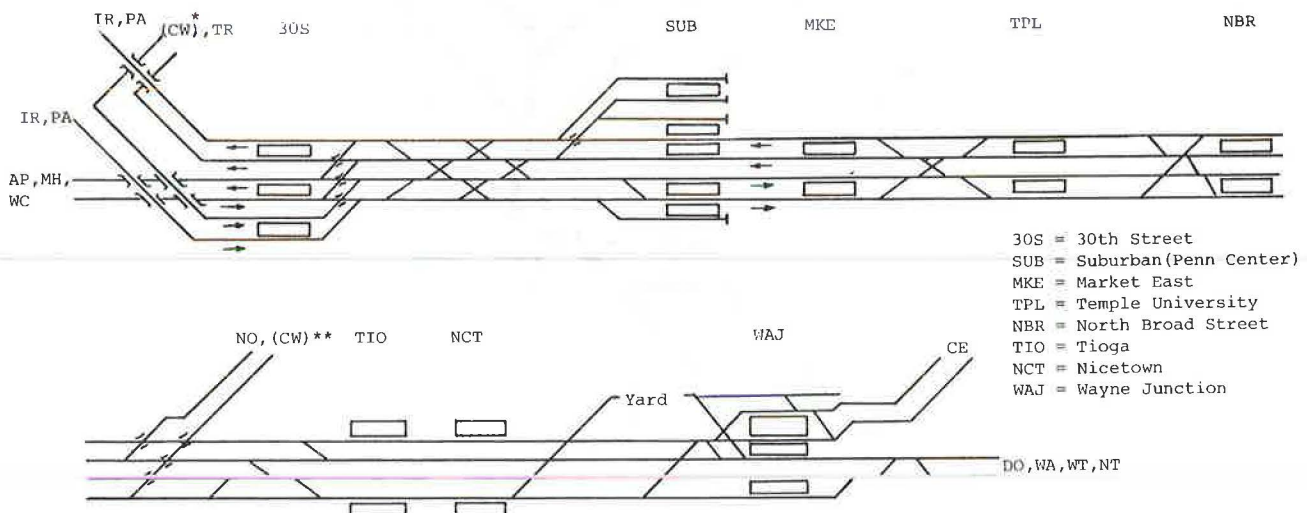 IR,PA
(CW)*,TR
30S
SUB
MKE
TPL
NBR
IR,PA
AP,MH,
WC
30S = 30th Street
SUB = Suburban(Penn Center)
MKE = Market East
TPL = Temple University
NBR = North Broad Street
TIO = Tioga
NCT = Nicetown
WAJ = Wayne Junction
NO,(CW)**
TIO
NCT
WAJ
CE
Yard
DO,WA,WT,NT